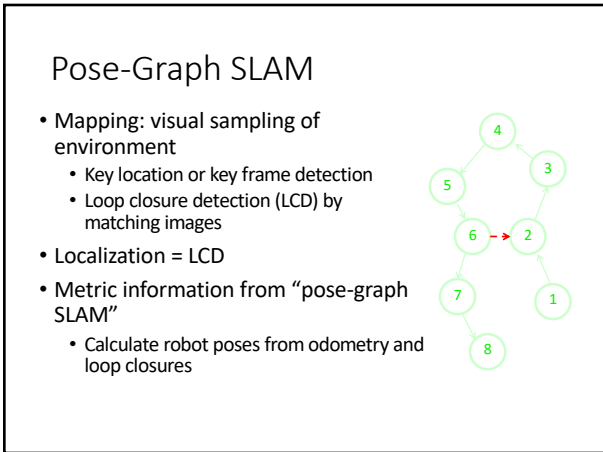 Pose-Graph SLAM
• Mapping: visual sampling of
environment
• Key location or key frame detection
• Loop closure detection (LCD) by
matching images
• Localization = LCD
• Metric information from “pose-graph
SLAM”
• Calculate robot poses from odometry and
loop closures
4
3
5
6
2
7
1
8